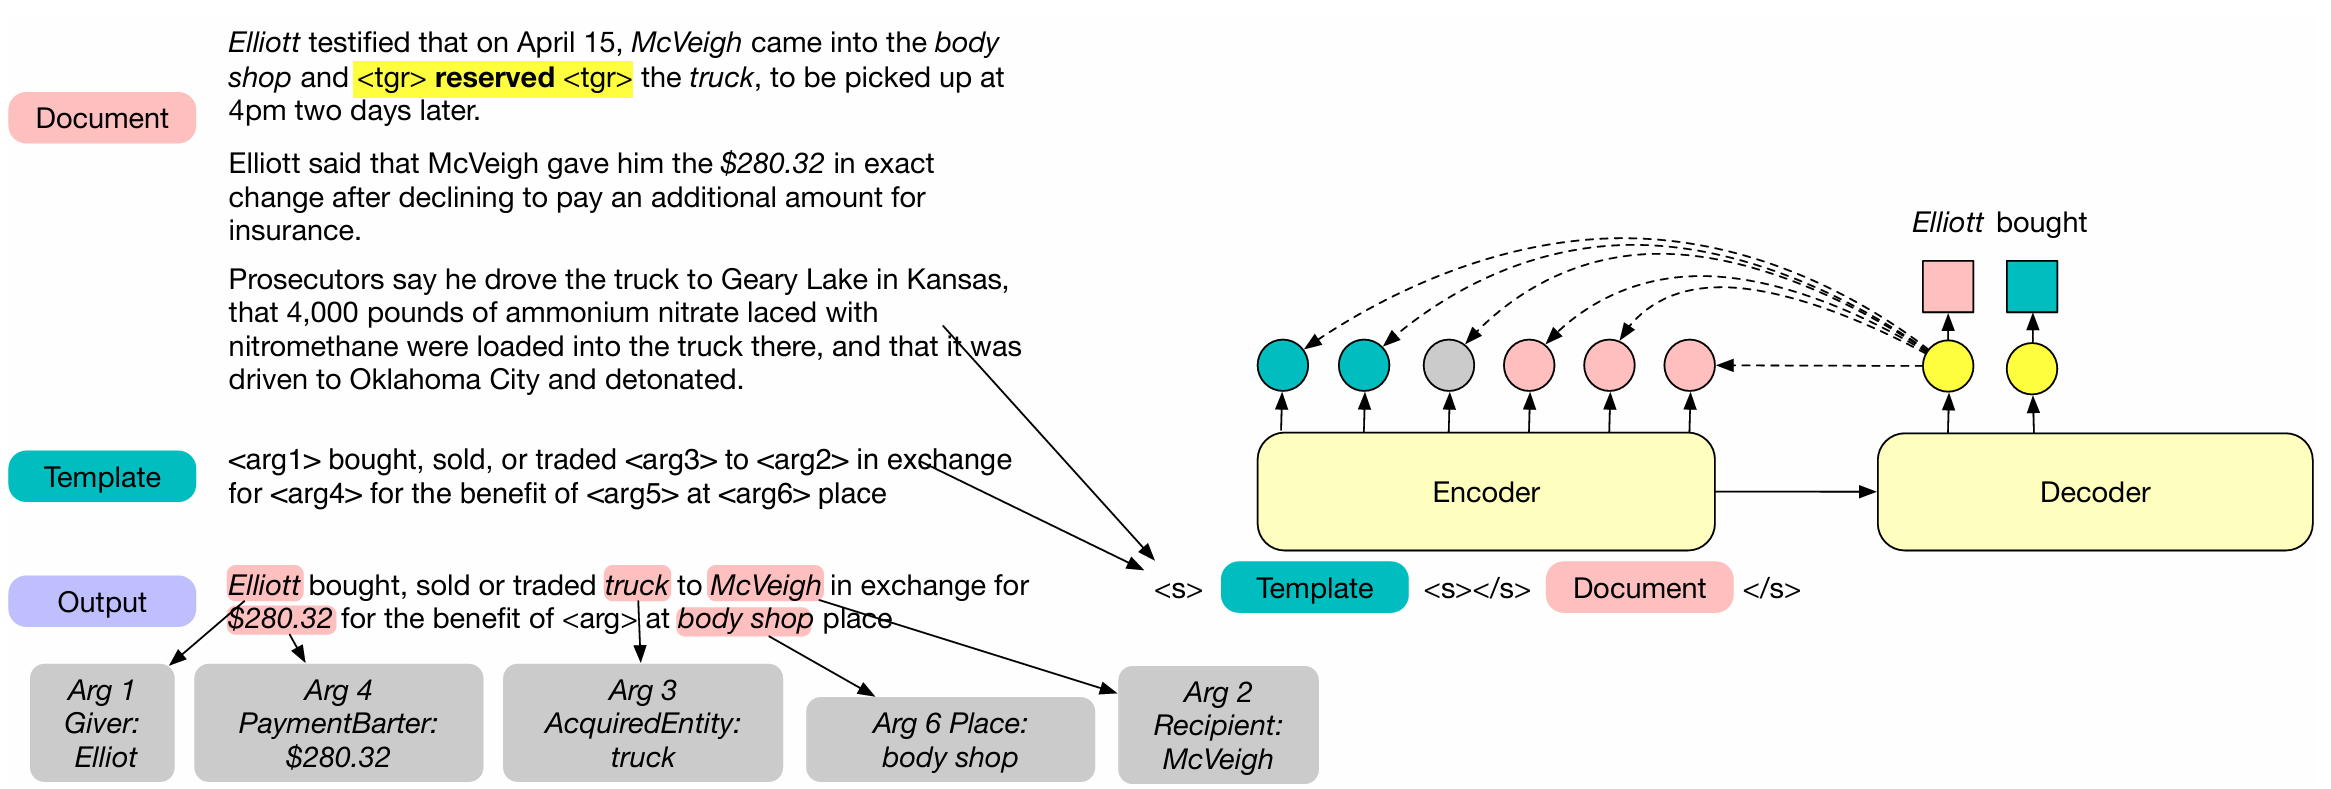 Elliott testified that on April 15, McVeigh came into the body
shop and <tgr> reserved <tgr> the truck, to be picked up at
4pm two days later.
Document
Elliott said that McVeigh gave him the $280.32 in exact
change after declining to pay an additional amount for
insurance.
Prosecutors say he drove the truck to Geary Lake in Kansas,
that 4,000 pounds of ammonium nitrate laced with
nitromethane were loaded into the truck there, and that it was
driven to Oklahoma City and detonated.
Template
<arg1> bought, sold, or traded <arg3> to <arg2> in exchange
for <arg4> for the benefit of <arg5> at <arg6> place
Output
Elliott bought, sold or traded truck to McVeigh in exchange for
$280.32 for the benefit of <arg> at body shop place
Arg 1
Giver:
Elliot
Arg 4
PaymentBarter:
$280.32
Arg 3
AcquiredEntity:
truck
Arg 6 Place:
body shop
Arg 2
Recipient:
McVeigh
Elliott bought
Encoder
Decoder
<s> Template <s></s> Document </s>